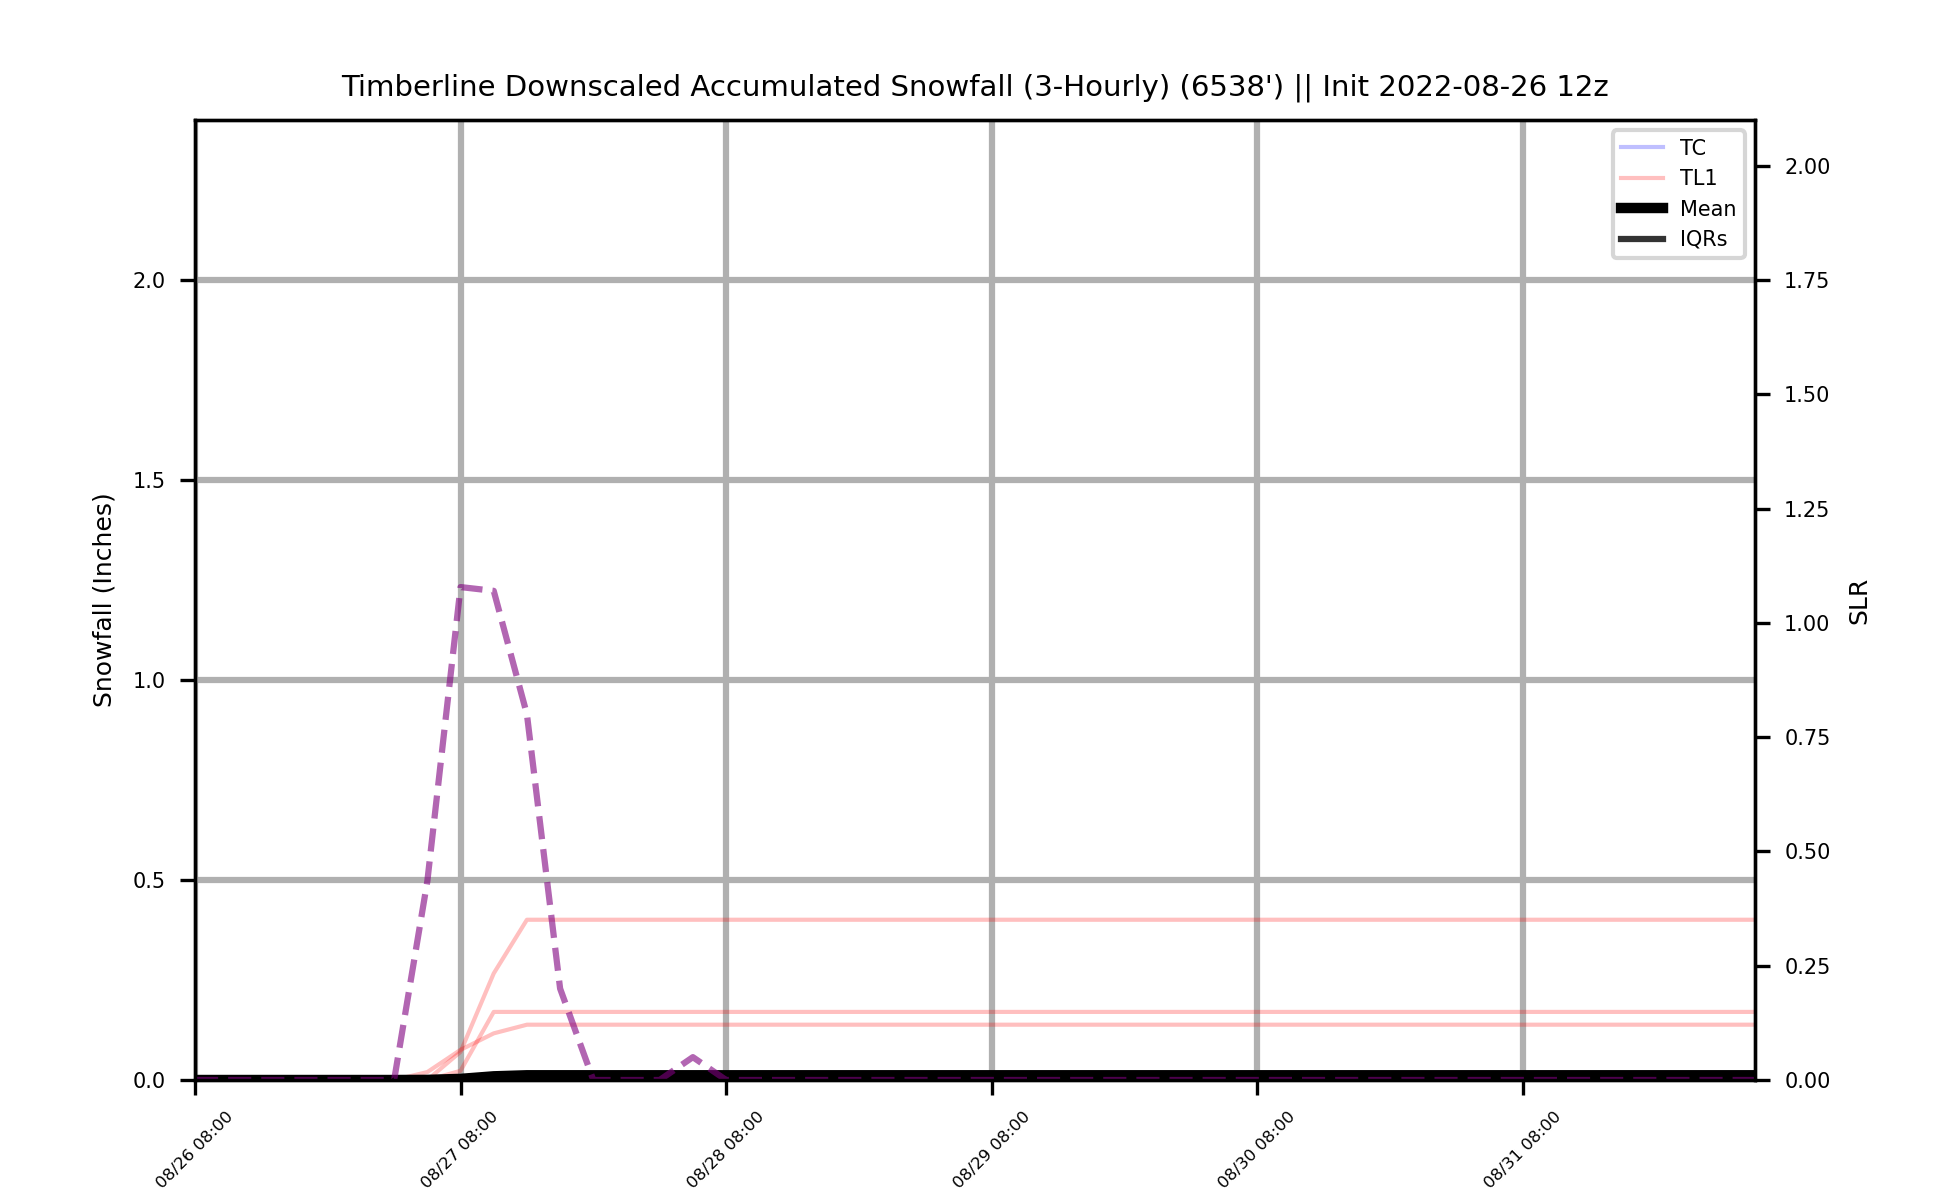 Timberline Downscaled Accumulated Snowfall (3-Hourly) (6538') || Init 2022-08-26 12z
TC
TL1
Mean
IQRs
Snowfall (Inches)
2.0
1.5
1.0
0.5
0.0
2.00
1.75
1.50
1.25
1.00
0.75
0.50
0.25
0.00
SLR
08/26 08:00
08/27 08:00
08/28 08:00
08/29 08:00
08/30 08:00
08/31 08:00